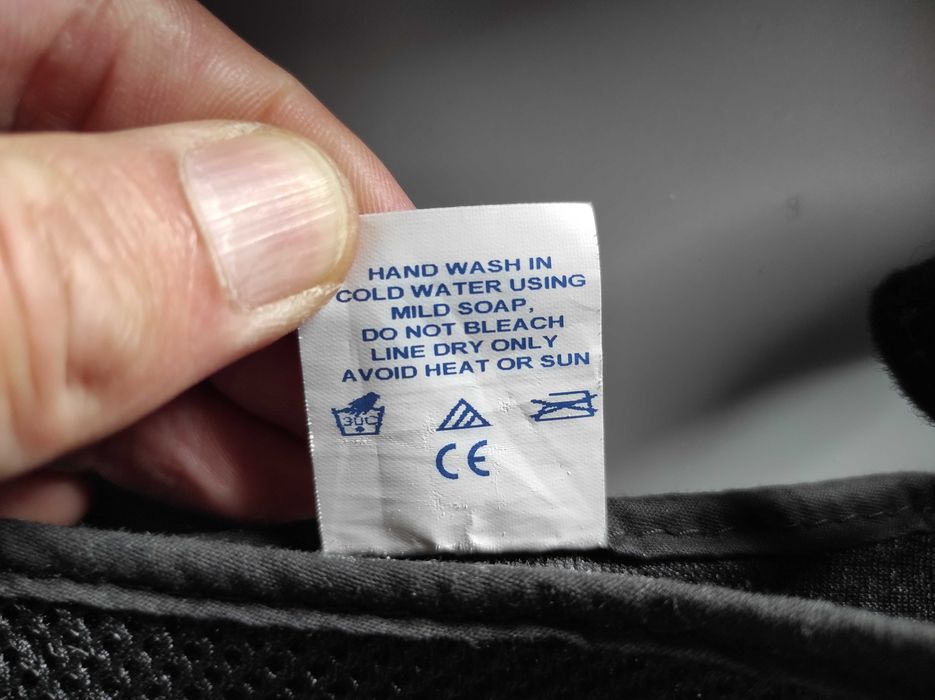 HAND WASH IN
COLD WATER USING
MILD SOAP,
DO NOT BLEACH
LINE DRY ONLY
AVOID HEAT OR SUN
30C
CE